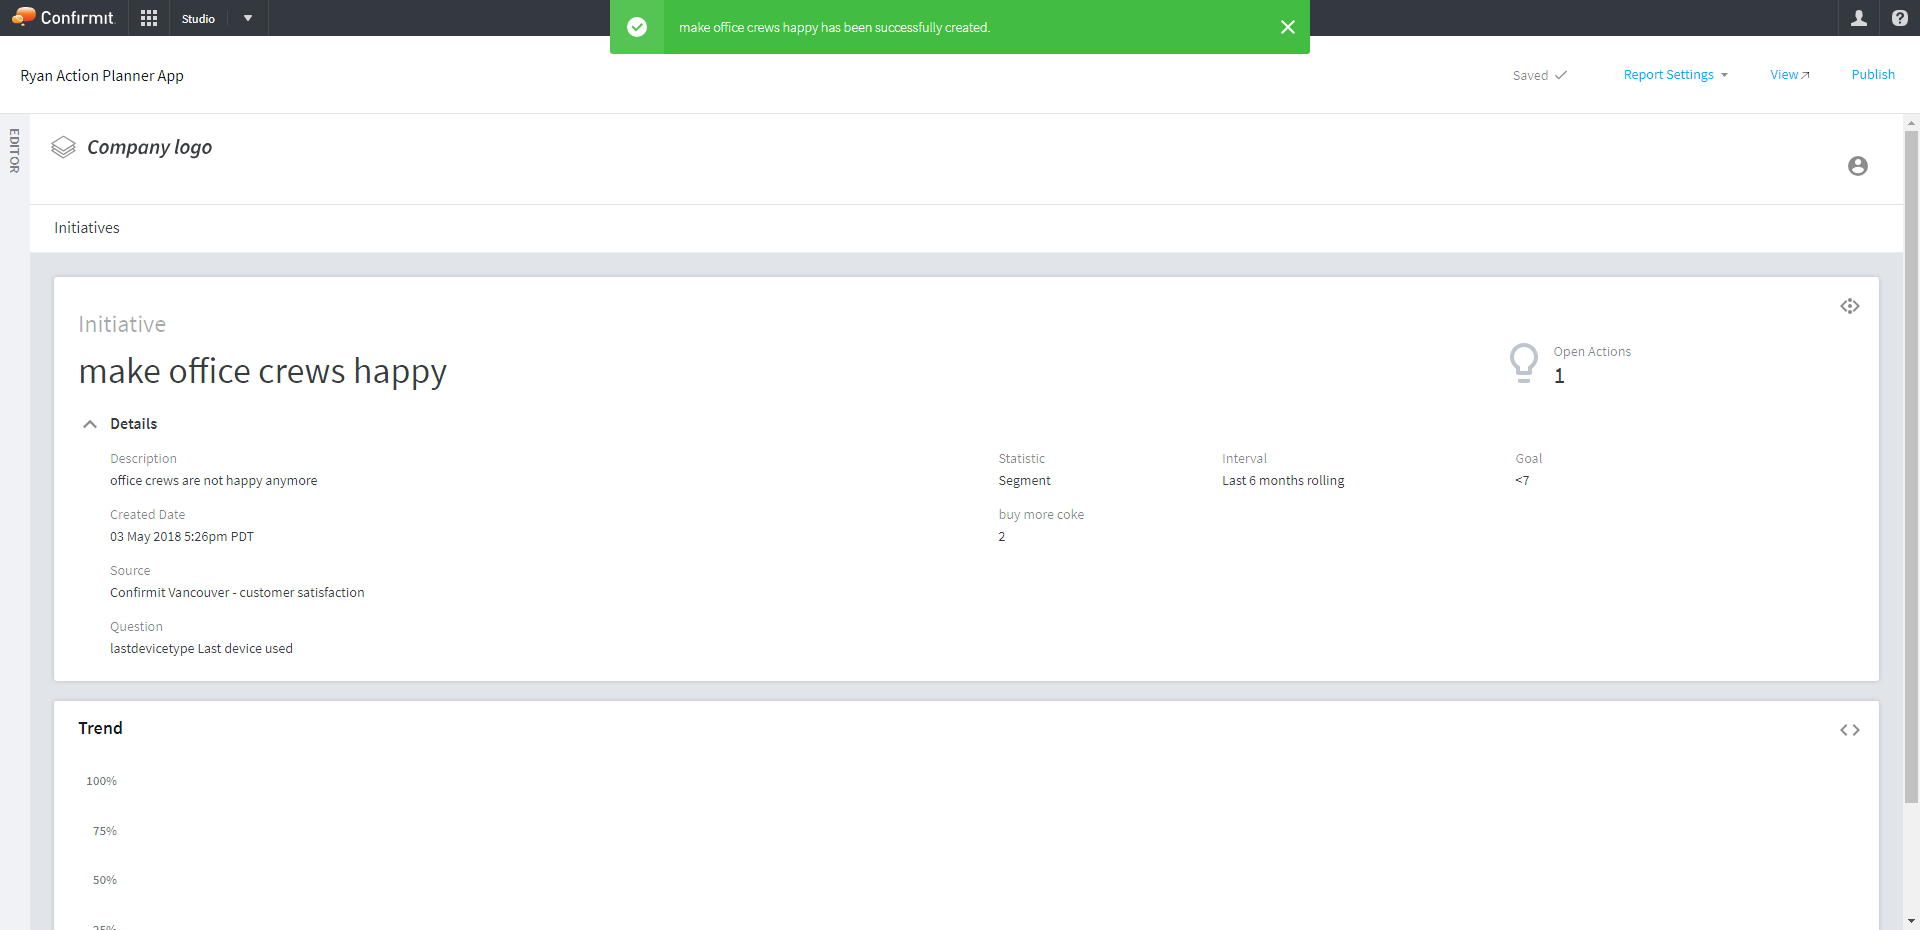 Confirmit
Studio
make office crews happy has been successfully created.
Ryan Action Planner App
Saved
Report Settings
View
Publish
EDITOR
Company logo
Initiatives
Initiative
make office crews happy
Open Actions
1
Details
Description
office crews are not happy anymore
Statistic
Segment
Interval
Last 6 months rolling
Goal
<7
Created Date
03 May 2018 5:26pm PDT
buy more coke
2
Source
Confirmit Vancouver - customer satisfaction
Question
lastdevicetype Last device used
Trend
100%
75%
50%
25%